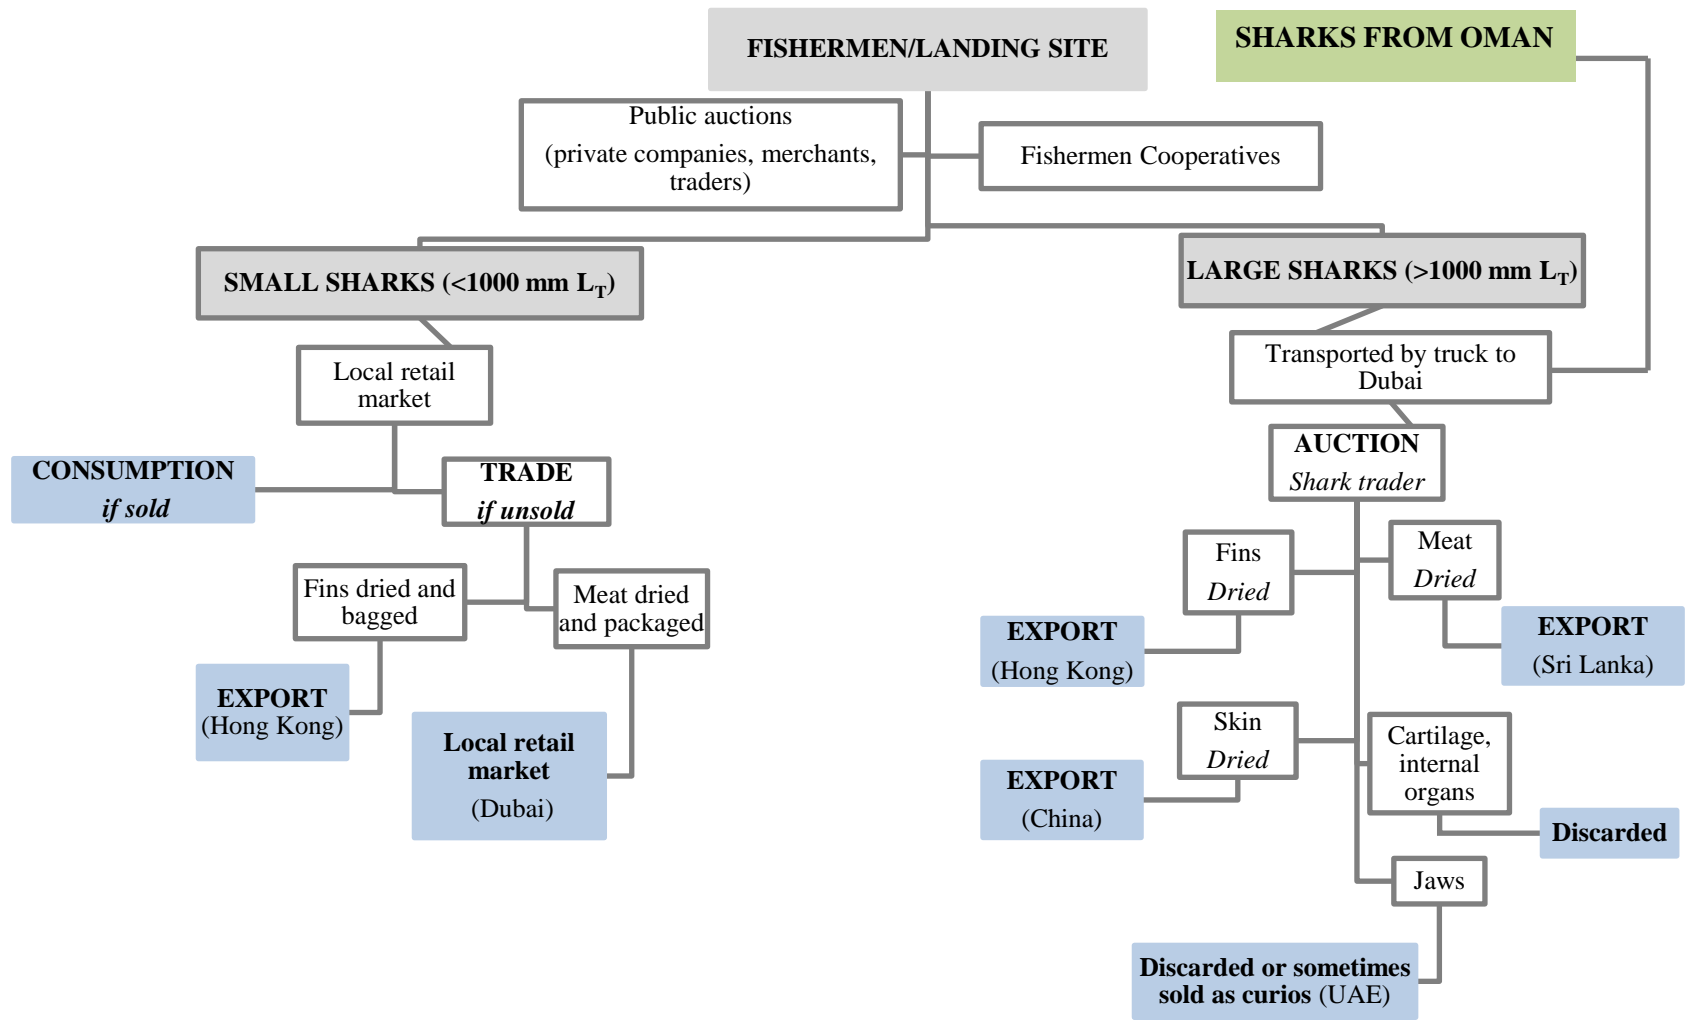 FISHERMEN/LANDING SITE
SHARKS FROM OMAN
Public auctions
(private companies, merchants,
traders)
Fishermen Cooperatives
SMALL SHARKS (<1000 mm L_T)
LARGE SHARKS (>1000 mm L_T)
Local retail
market
Transported by truck to
Dubai
CONSUMPTION
if sold
TRADE
if unsold
AUCTION
Shark trader
Fins dried and
bagged
Meat dried
and packaged
Fins
Dried
Meat
Dried
EXPORT
(Hong Kong)
Local retail
market
(Dubai)
EXPORT
(Hong Kong)
EXPORT
(Sri Lanka)
Skin
Dried
Cartilage,
internal
organs
EXPORT
(China)
Discarded
Jaws
Discarded or sometimes
sold as curios (UAE)